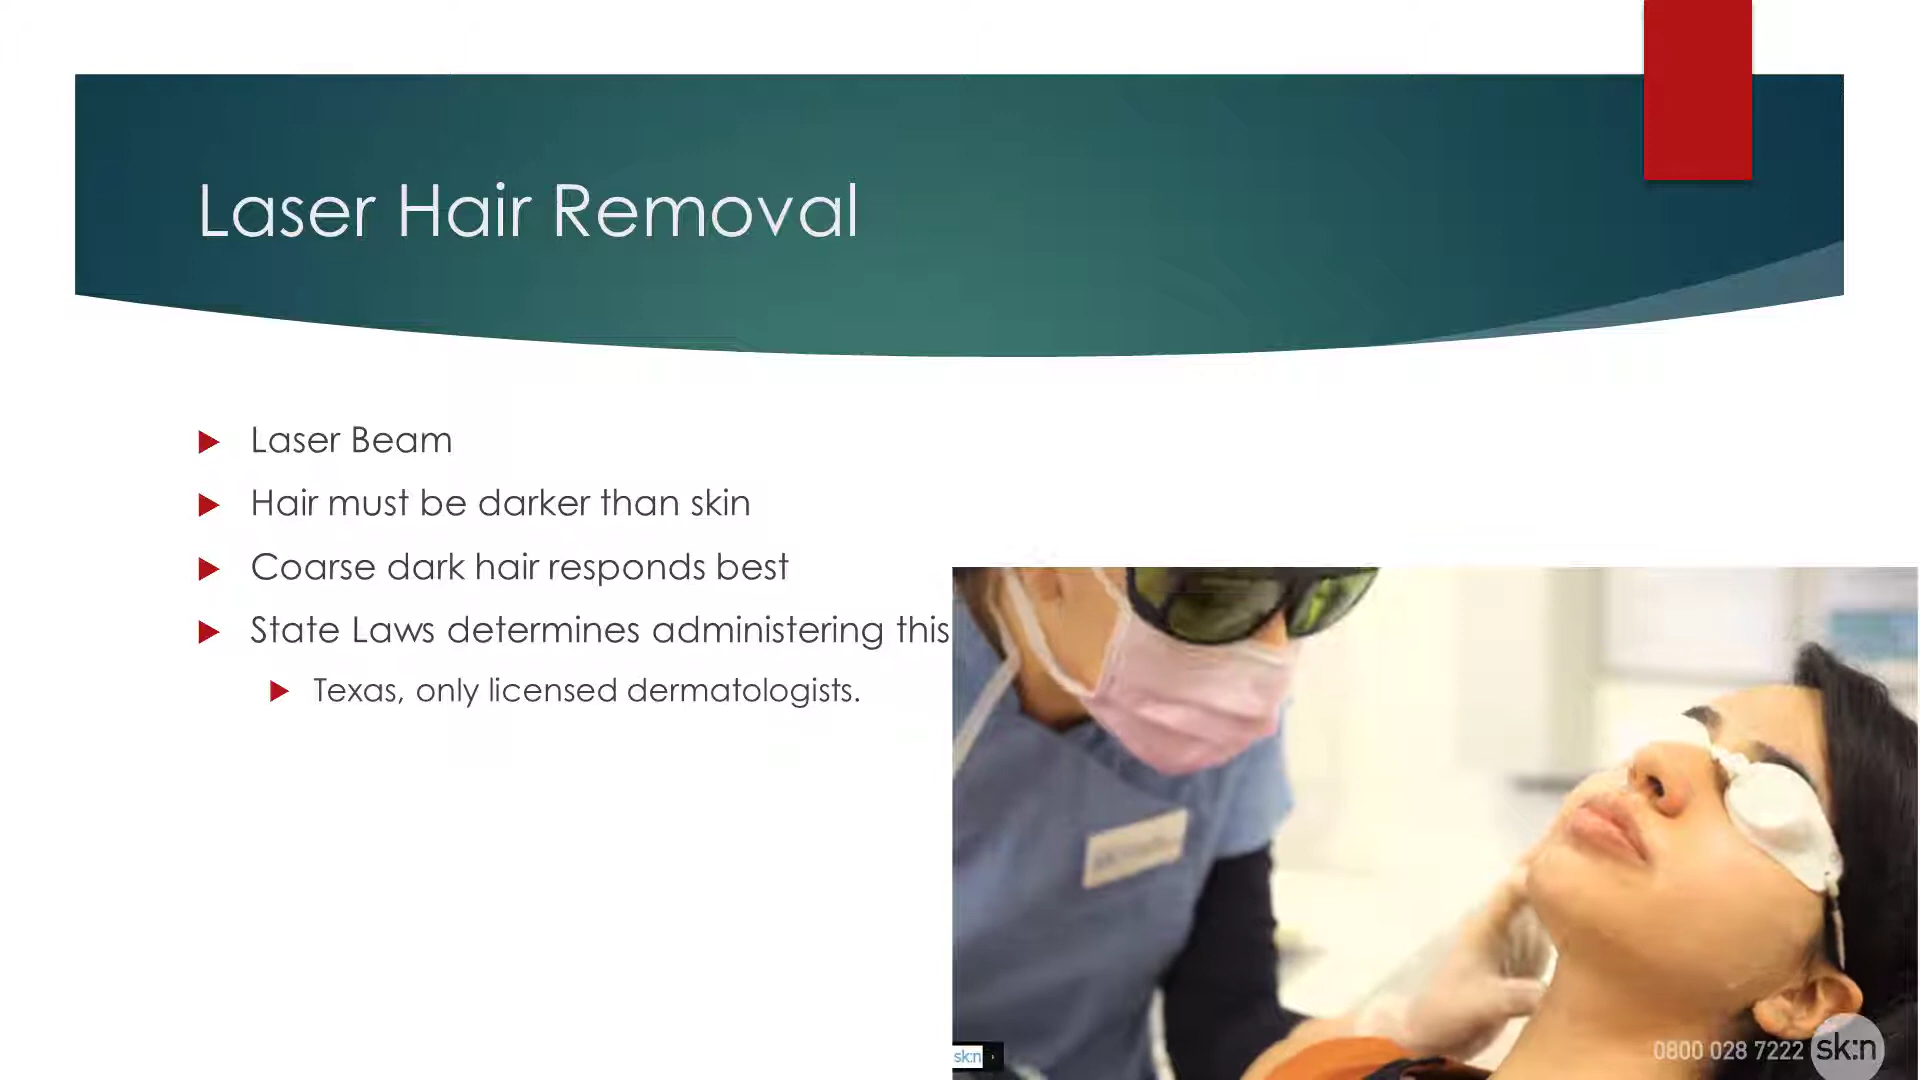 Laser Hair Removal
Laser Beam
Hair must be darker than skin
Coarse dark hair responds best
State Laws determines administering this
Texas, only licensed dermatologists.
sk:n
0800 028 7222 sk:n